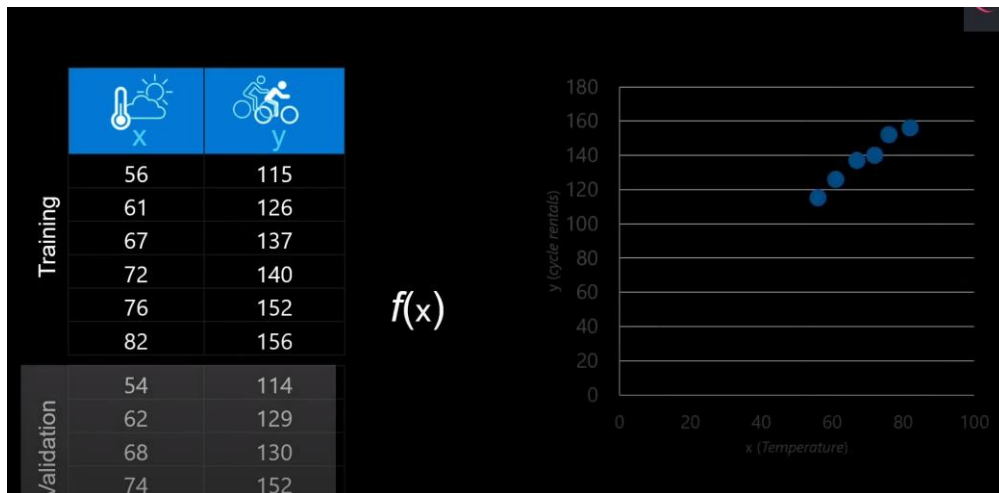 x y
Training
56 115
61 126
67 137
72 140
76 152
82 156
Validation
54 114
62 129
68 130
74 152
f(x)
180
160
140
120
100
80
60
40
20
0
y (cycle rentals)
0 20 40 60 80 100
x (Temperature)